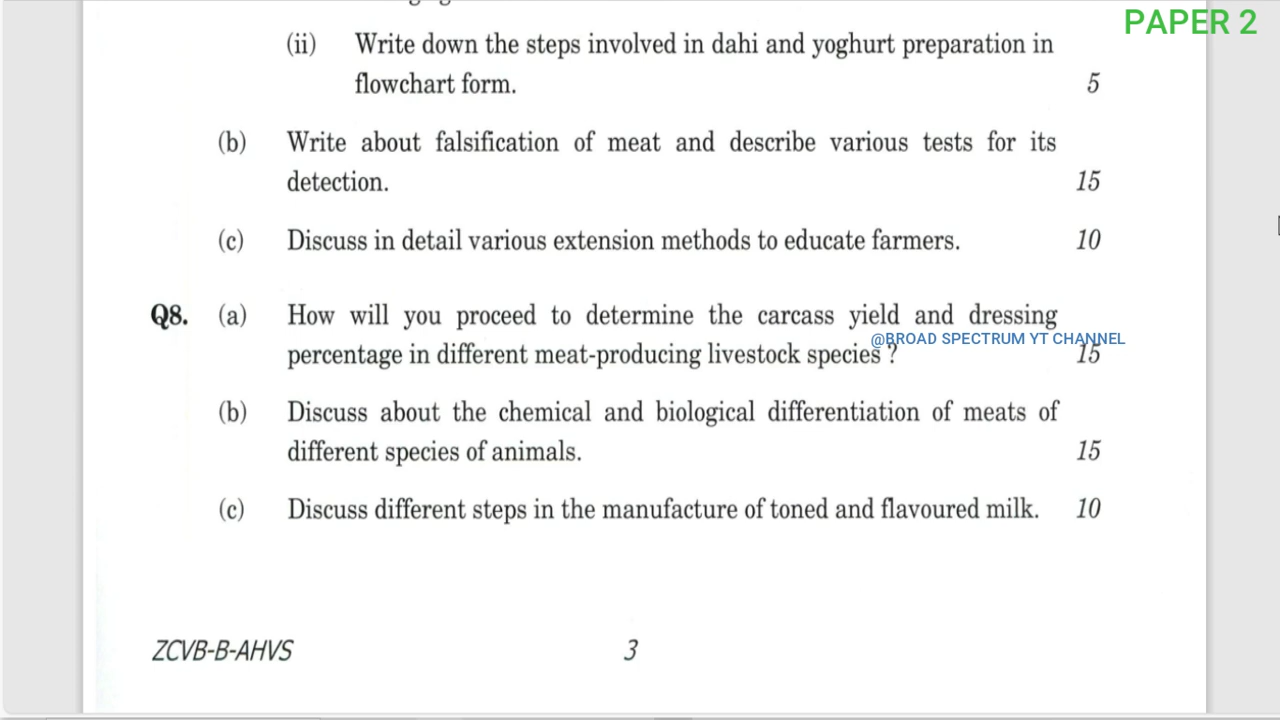 PAPER 2
(ii) Write down the steps involved in dahi and yoghurt preparation in
flowchart form. 5
(b) Write about falsification of meat and describe various tests for its
detection. 15
(c) Discuss in detail various extension methods to educate farmers. 10
Q8. (a) How will you proceed to determine the carcass yield and dressing
@BROAD SPECTRUM YT CHANNEL
percentage in different meat-producing livestock species ? 15
(b) Discuss about the chemical and biological differentiation of meats of
different species of animals. 15
(c) Discuss different steps in the manufacture of toned and flavoured milk. 10
ZCVB-B-AHVS 3